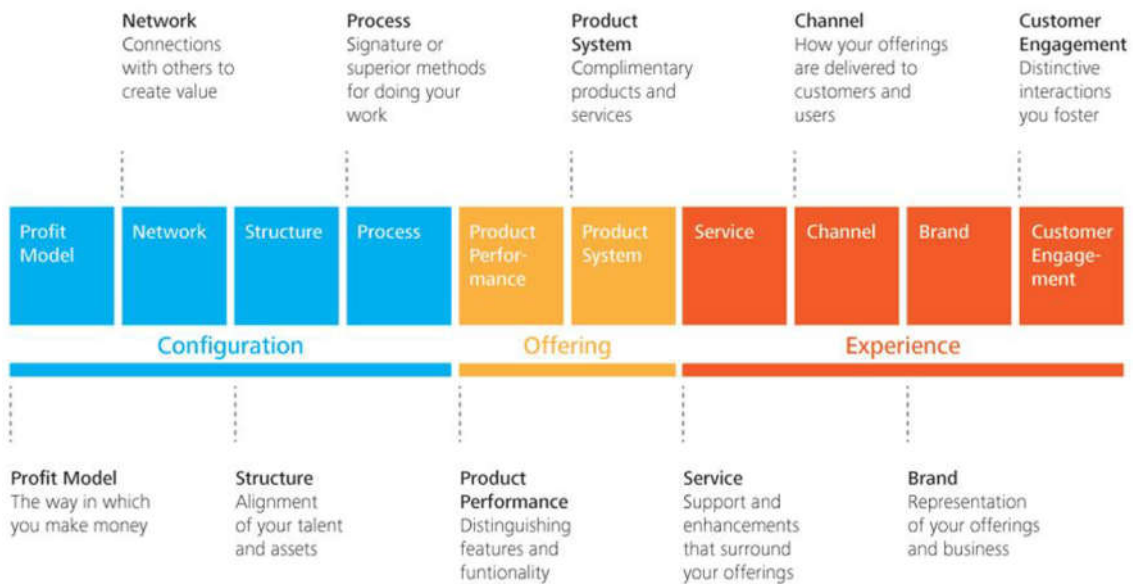 Network
Connections
with others to
create value
Process
Signature or
superior methods
for doing your
work
Product
System
Complimentary
products and
services
Channel
How your offerings
are delivered to
customers and
users
Customer
Engagement
Distinctive
interactions
you foster
Profit
Model
Network
Structure
Process
Product
Perfor-
mance
Product
System
Service
Channel
Brand
Customer
Engage-
ment
Configuration
Offering
Experience
Profit Model
The way in which
you make money
Structure
Alignment
of your talent
and assets
Product
Performance
Distinguishing
features and
funtionality
Service
Support and
enhancements
that surround
your offerings
Brand
Representation
of your offerings
and business